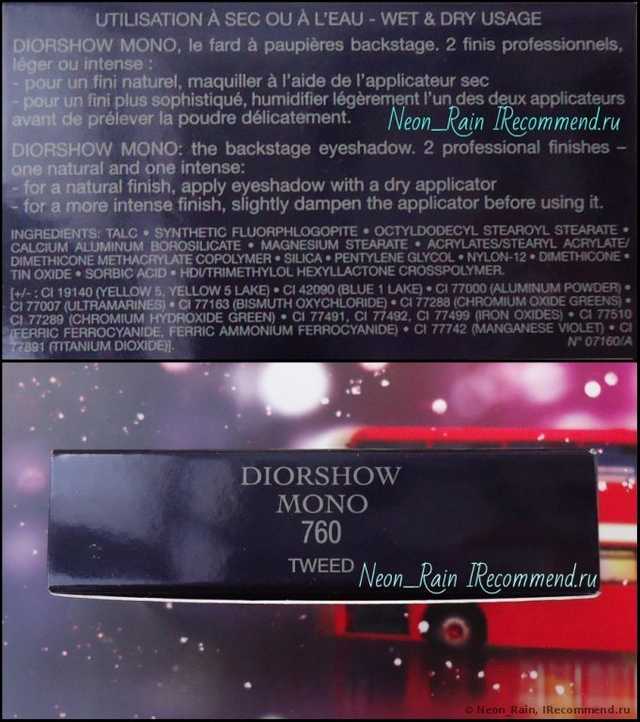 UTILISATION À SEC OU À L'EAU - WET & DRY USAGE
DIORSHOW MONO, le fard à paupières backstage. 2 finis professionnels,
léger ou intense :
- pour un fini naturel, maquiller à l'aide de l'applicateur sec
- pour un fini plus sophistiqué, humidifier légèrement l'un des deux applicateurs
avant de prélever la poudre délicatement.
Neon_Rain IRecommend.ru
DIORSHOW MONO: the backstage eyeshadow. 2 professional finishes –
one natural and one intense:
- for a natural finish, apply eyeshadow with a dry applicator
- for a more intense finish, slightly dampen the applicator before using it.
INGREDIENTS: TALC • SYNTHETIC FLUORPHLOGOPITE • OCTYLDODECYL STEAROYL STEARATE •
CALCIUM ALUMINUM BOROSILICATE • MAGNESIUM STEARATE • ACRYLATES/STEARYL ACRYLATE/
DIMETHICONE METHACRYLATE COPOLYMER • SILICA • PENTYLENE GLYCOL • NYLON-12 • DIMETHICONE •
TIN OXIDE • SORBIC ACID • HDI/TRIMETHYLOL HEXYLLACTONE CROSSPOLYMER.
[+/- : CI 19140 (YELLOW 5, YELLOW 5 LAKE) • CI 42090 (BLUE 1 LAKE) • CI 77000 (ALUMINUM POWDER) •
CI 77007 (ULTRAMARINES) • CI 77163 (BISMUTH OXYCHLORIDE) • CI 77288 (CHROMIUM OXIDE GREENS) •
CI 77289 (CHROMIUM HYDROXIDE GREEN) • CI 77491, CI 77492, CI 77499 (IRON OXIDES) • CI 77510
(FERRIC FERROCYANIDE, FERRIC AMMONIUM FERROCYANIDE) • CI 77742 (MANGANESE VIOLET) • CI
77891 (TITANIUM DIOXIDE)].
N° 07160/A
DIORSHOW
MONO
760
TWEED
Neon_Rain IRecommend.ru
© Neon_Rain, IRecommend.ru